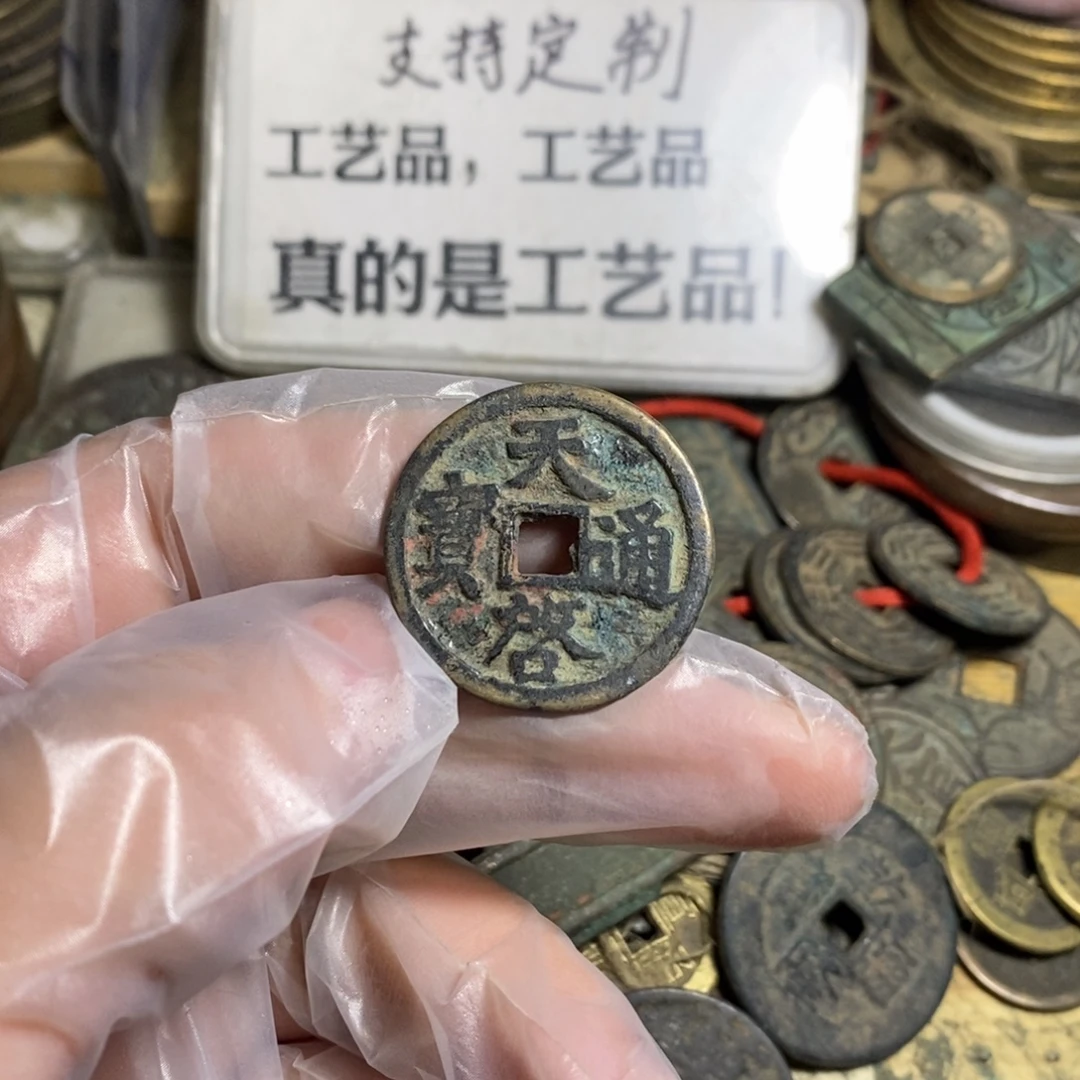 支持定制
工艺品，工艺品
真的是工艺品！
天啓通寳